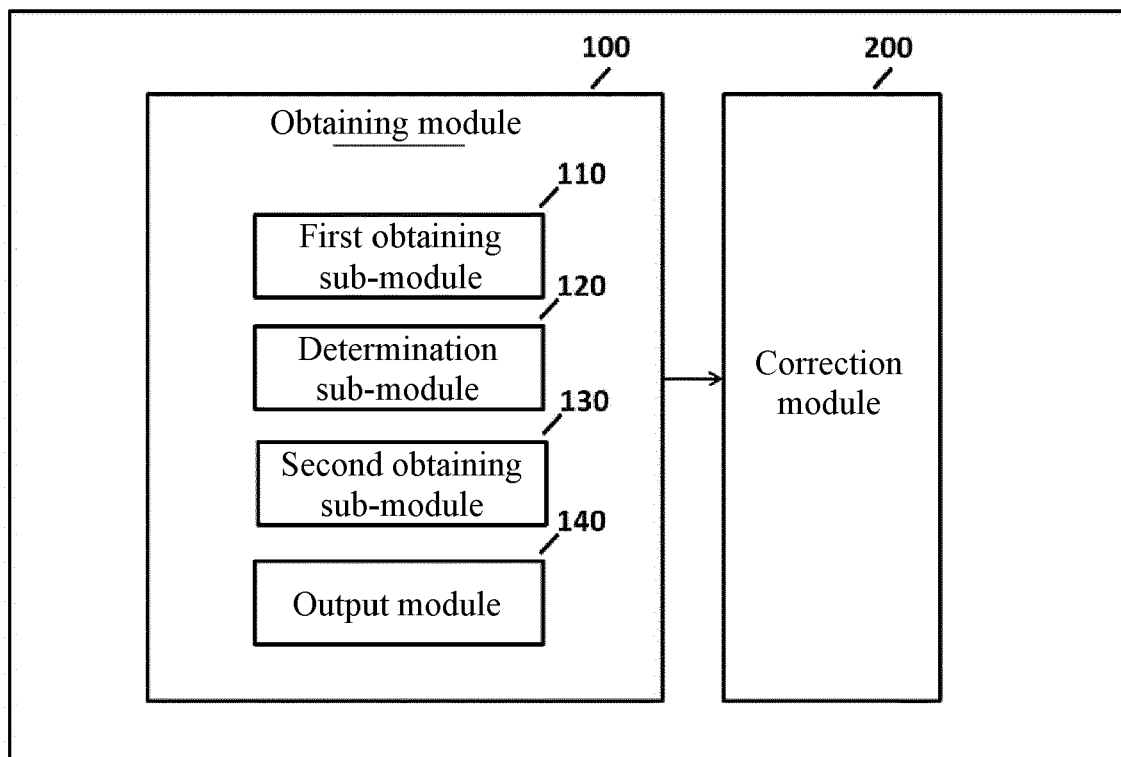 100
200
Obtaining module
110
First obtaining
sub-module
120
Determination
sub-module
130
Second obtaining
sub-module
140
Output module
Correction
module